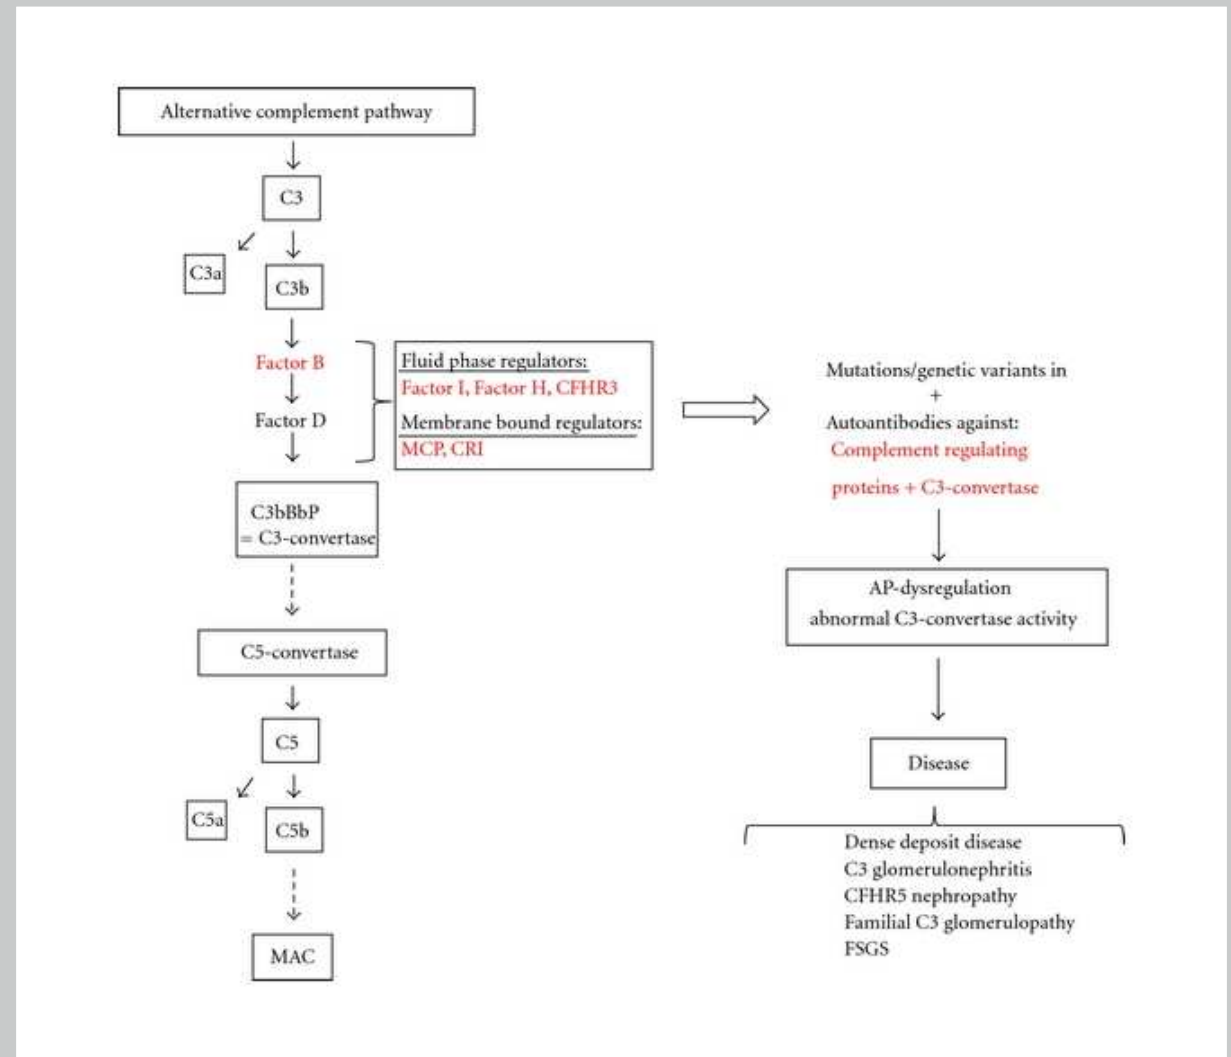 Alternative complement pathway
C3
C3a
C3b
Factor B
Factor D
Fluid phase regulators:
Factor I, Factor H, CFHR3
Membrane bound regulators:
MCP, CRI
C3bBbP
= C3-convertase
C5-convertase
C5
C5a
C5b
MAC
Mutations/genetic variants in
+
Autoantibodies against:
Complement regulating
proteins + C3-convertase
AP-dysregulation
abnormal C3-convertase activity
Disease
Dense deposit disease
C3 glomerulonephritis
CFHR5 nephropathy
Familial C3 glomerulopathy
FSGS